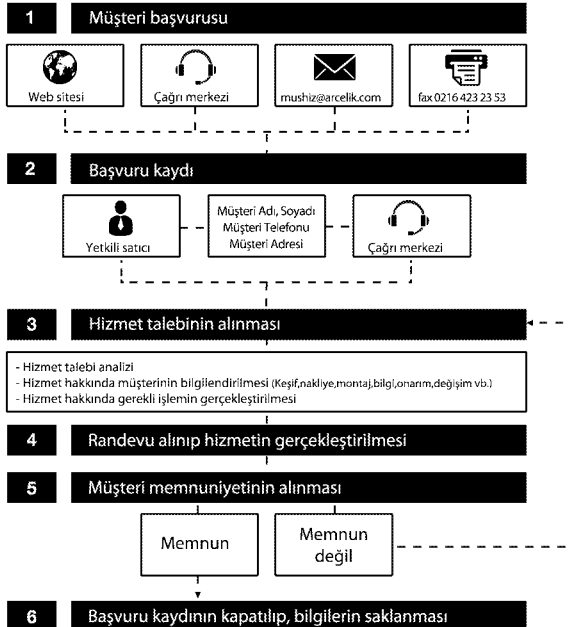 1 Müşteri başvurusu
Web sitesi
Çağrı merkezi
mushiz@arcelik.com
fax 0216 423 23 53
2 Başvuru kaydı
Yetkili satıcı
Müşteri Adı, Soyadı
Müşteri Telefonu
Müşteri Adresi
Çağrı merkezi
3 Hizmet talebinin alınması
- Hizmet talebi analizi
- Hizmet hakkında müşterinin bilgilendirilmesi (Keşif,nakliye,montaj,bilgi,onarım,değişim vb.)
- Hizmet hakkında gerekli işlemin gerçekleştirilmesi
4 Randevu alınıp hizmetin gerçekleştirilmesi
5 Müşteri memnuniyetinin alınması
Memnun
Memnun
değil
6 Başvuru kaydının kapatılıp, bilgilerin saklanması